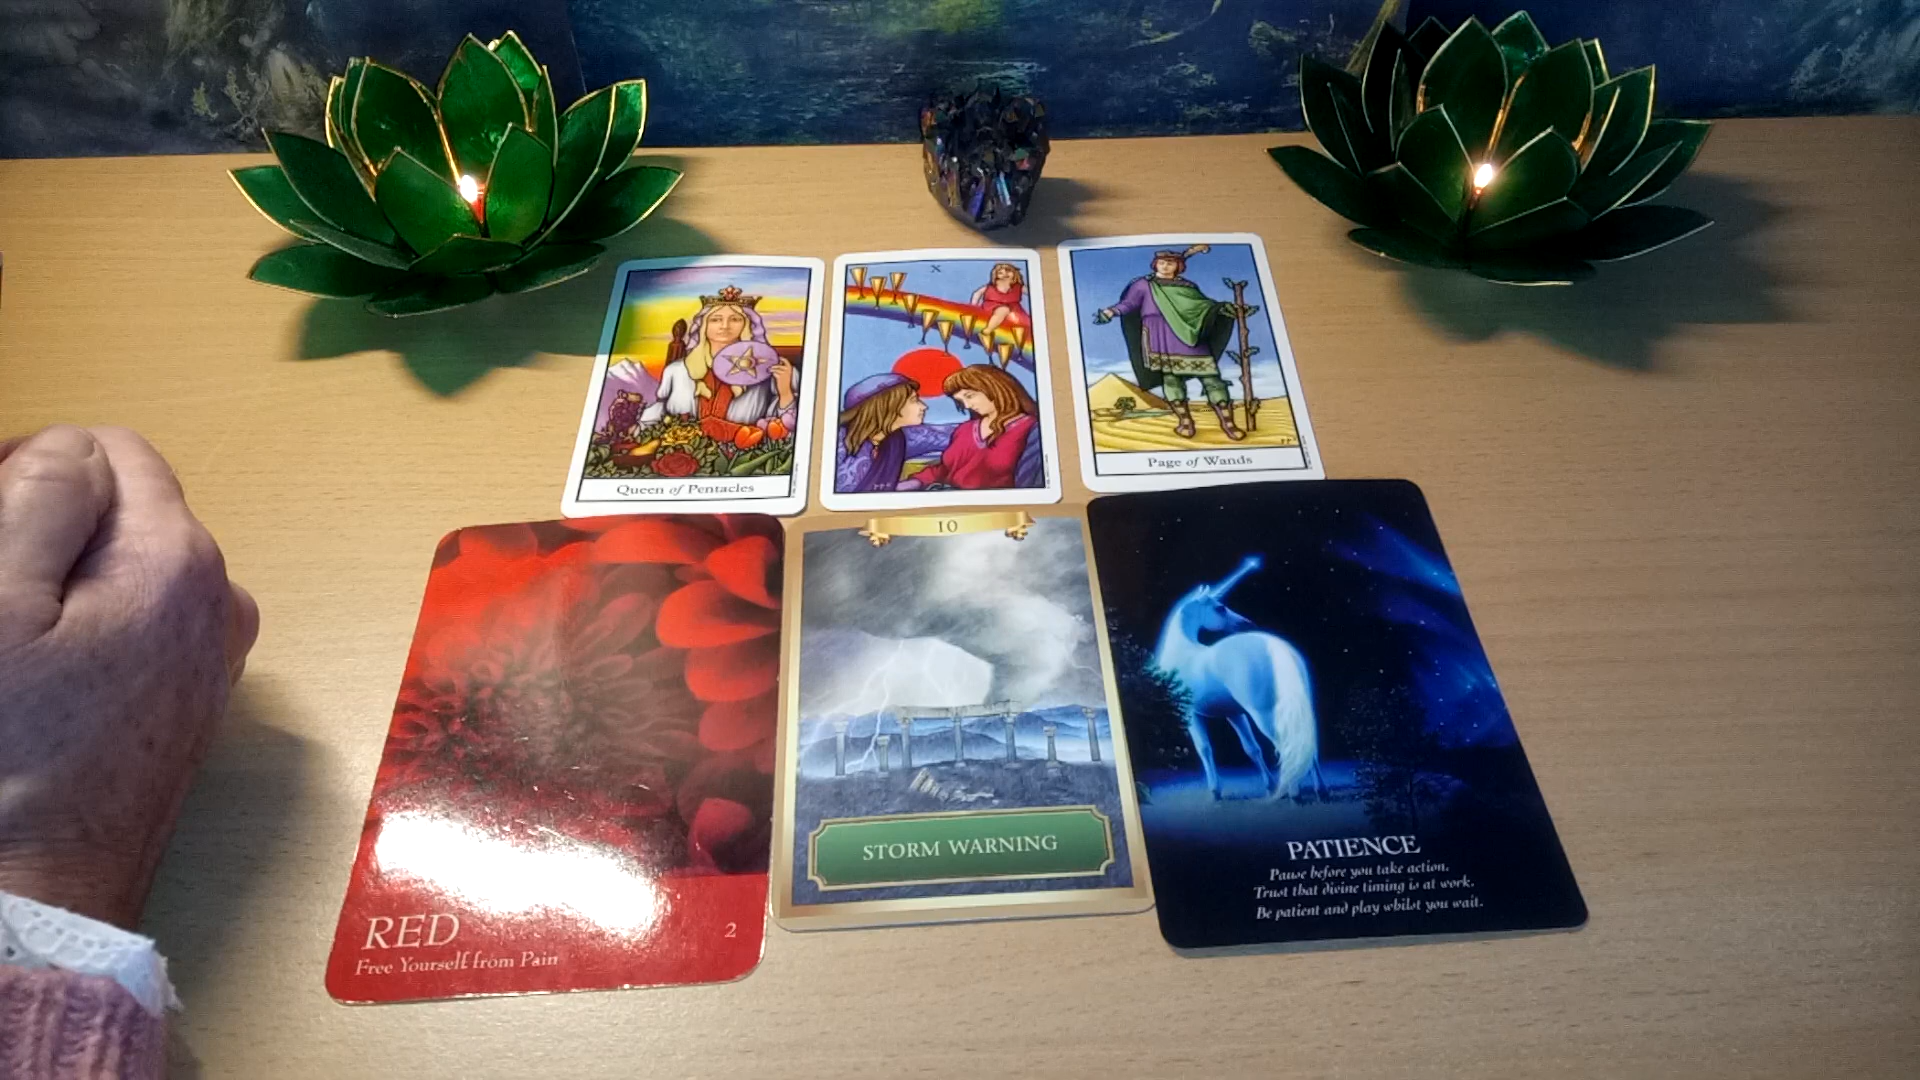 X
Queen of Pentacles
Page of Wands
10
STORM WARNING
RED
2
Free Yourself from Pain
PATIENCE
Pause before you take action.
Trust that divine timing is at work.
Be patient and play whilst you wait.